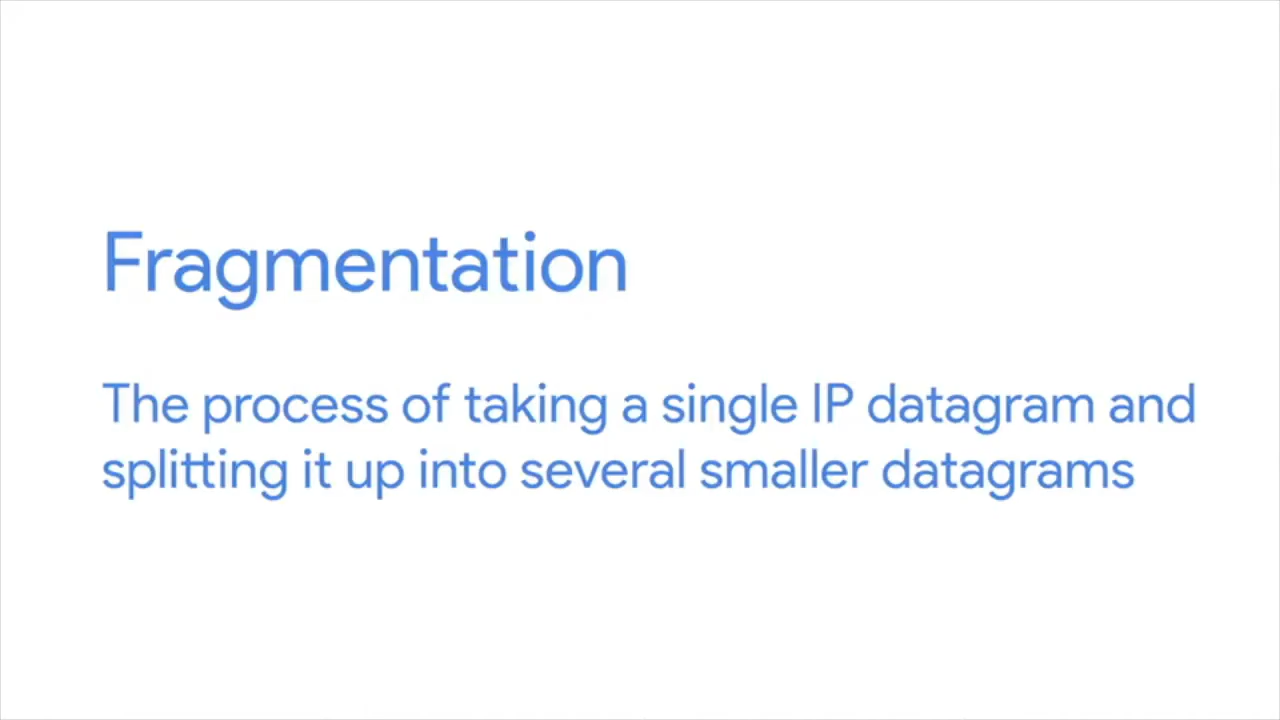 Fragmentation
The process of taking a single IP datagram and
splitting it up into several smaller datagrams